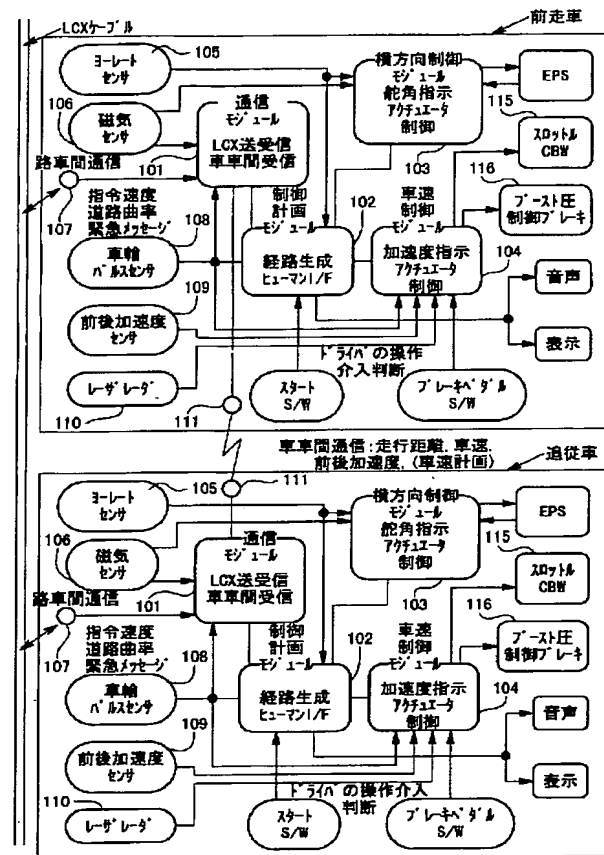 LCXケーブル
前走車
ヨーレート
センサ
105
横方向制御
モジュール
舵角指示
アクチュエータ
制御
103
EPS
106
磁気
センサ
通信
モジュール
LCX送受信
車車間受信
101
115
スロットル
CBW
路車間通信
107
指令速度
道路曲率
緊急メッセージ
108
制御
計画
モジュール
102
車速
制御
モジュール
116
ブースト圧
制御ブレーキ
車輪
パルスセンサ
経路生成
ヒューマンI/F
加速度指示
アクチュエータ
制御
104
音声
109
前後加速度
センサ
表示
ドライバの操作
介入判断
レーザレーダ
110
111
スタート
S/W
ブレーキペダル
S/W
車車間通信:走行距離,車速,
前後加速度,(車速計画)
追従車
111
ヨーレート
センサ
105
横方向制御
モジュール
舵角指示
アクチュエータ
制御
103
EPS
106
磁気
センサ
通信
モジュール
LCX送受信
車車間受信
101
115
スロットル
CBW
路車間通信
107
指令速度
道路曲率
緊急メッセージ
108
制御
計画
モジュール
102
車速
制御
モジュール
116
ブースト圧
制御ブレーキ
車輪
パルスセンサ
経路生成
ヒューマンI/F
加速度指示
アクチュエータ
制御
104
音声
109
前後加速度
センサ
表示
ドライバの操作介入
判断
110
レーザレーダ
スタート
S/W
ブレーキペダル
S/W